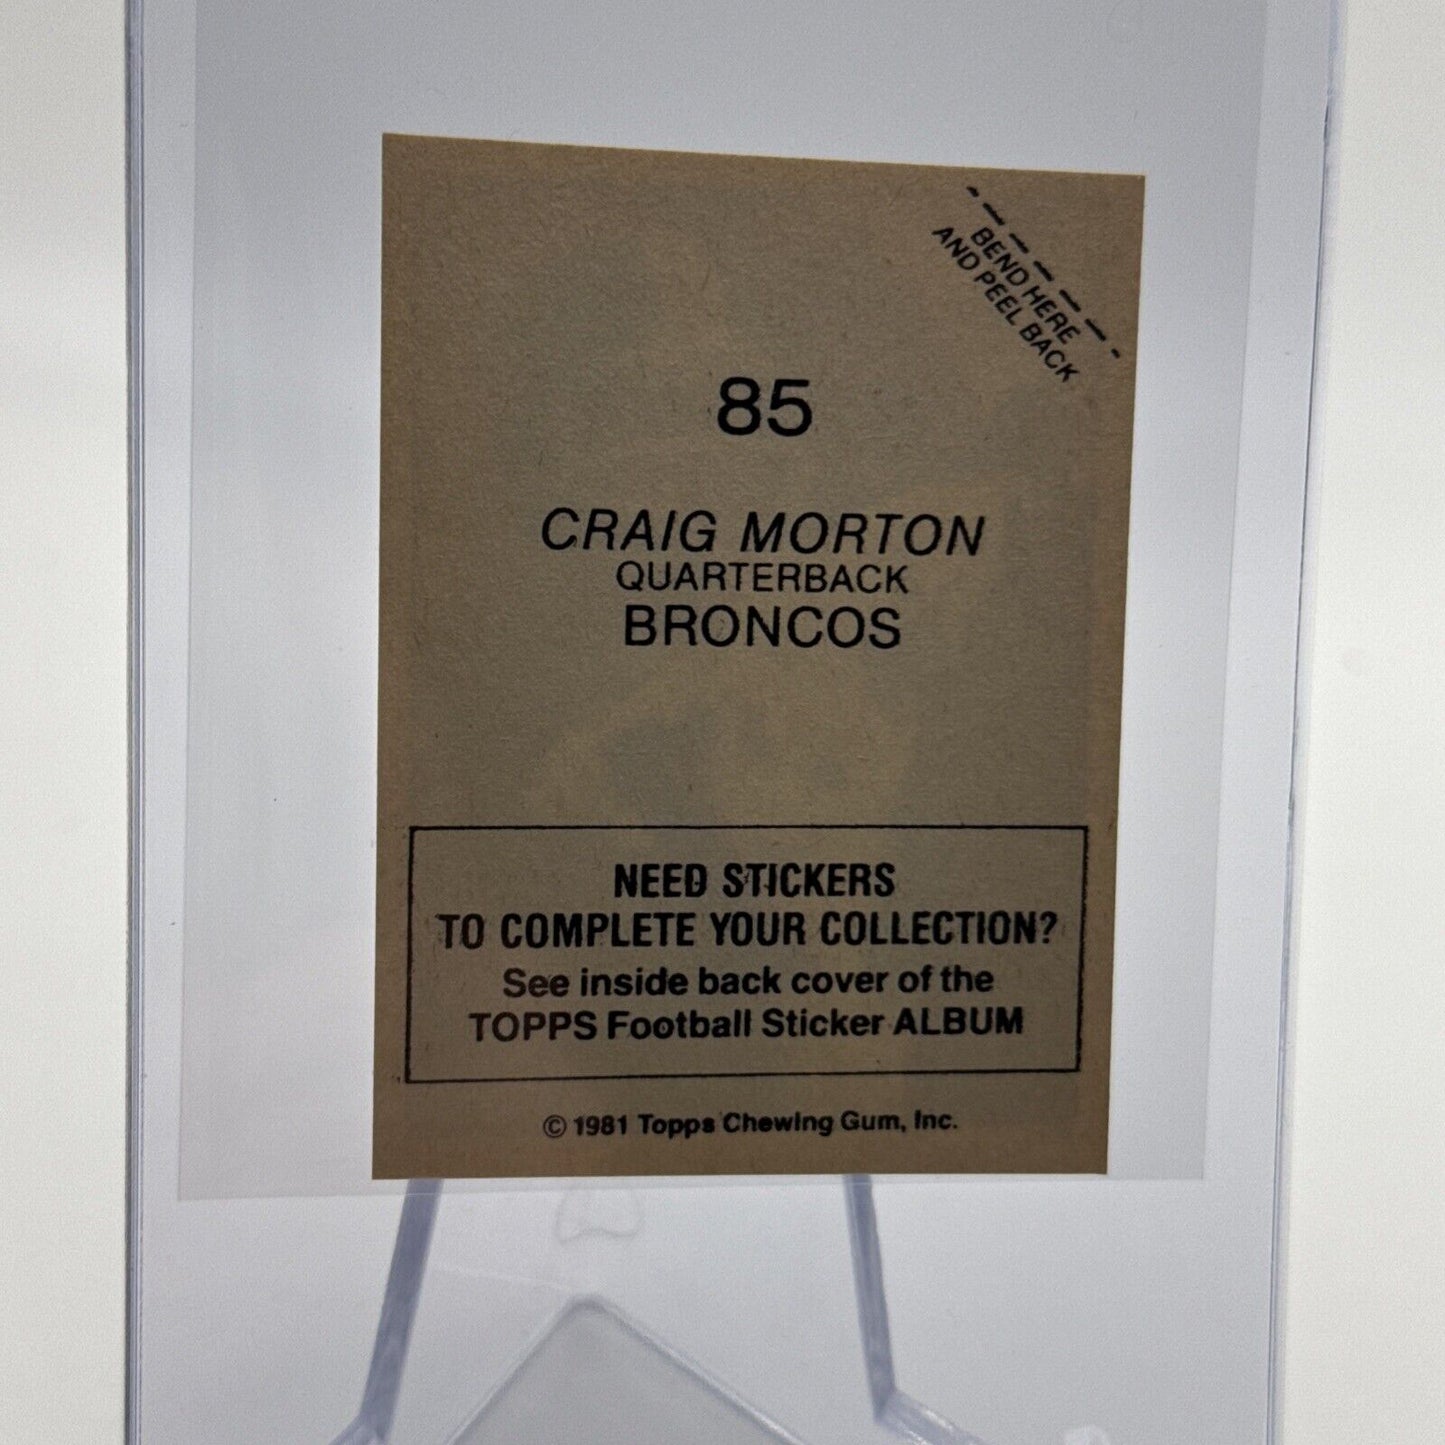 BEND HERE
AND PEEL BACK
85
CRAIG MORTON
QUARTERBACK
BRONCOS
NEED STICKERS
TO COMPLETE YOUR COLLECTION?
See inside back cover of the
TOPPS Football Sticker ALBUM
© 1981 Topps Chewing Gum, Inc.